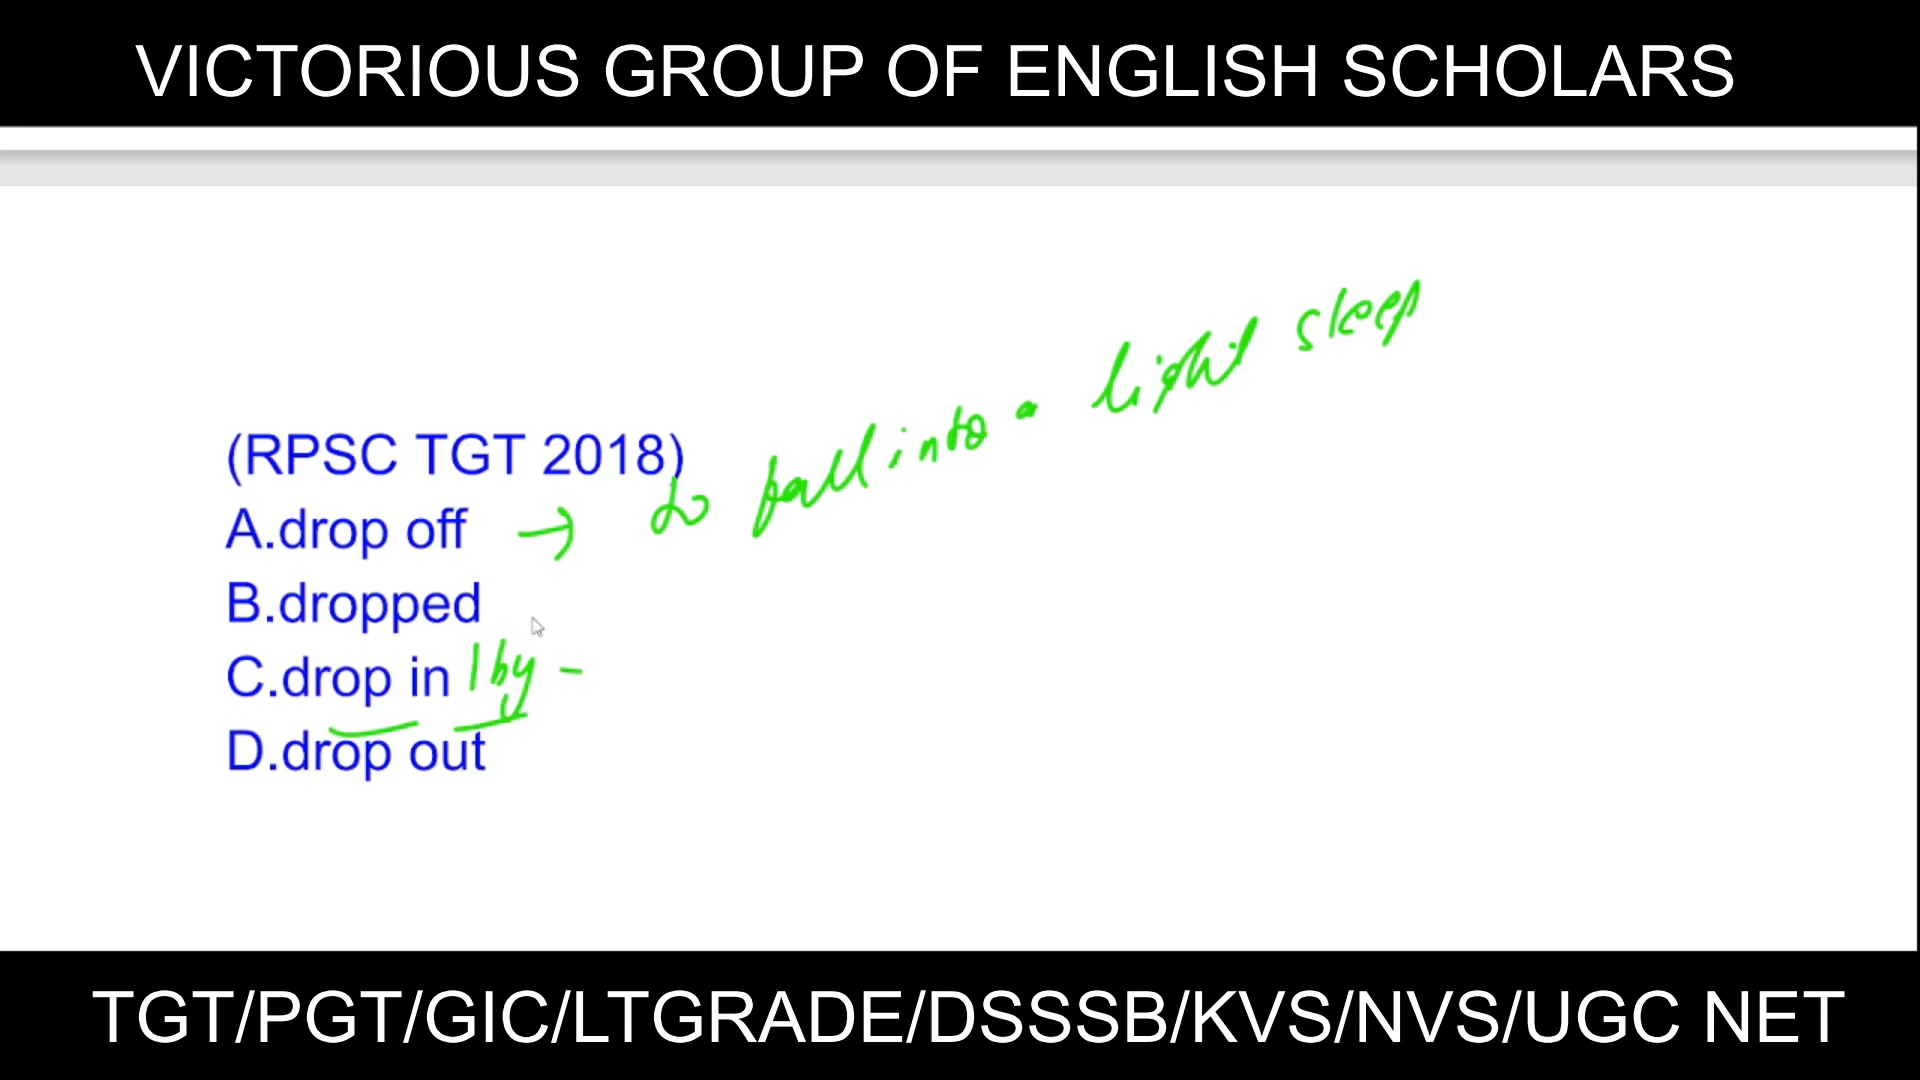 VICTORIOUS GROUP OF ENGLISH SCHOLARS
(RPSC TGT 2018)
A.drop off → to fall into a light sleep
B.dropped
C.drop in / by -
D.drop out
TGT/PGT/GIC/LTGRADE/DSSSB/KVS/NVS/UGC NET